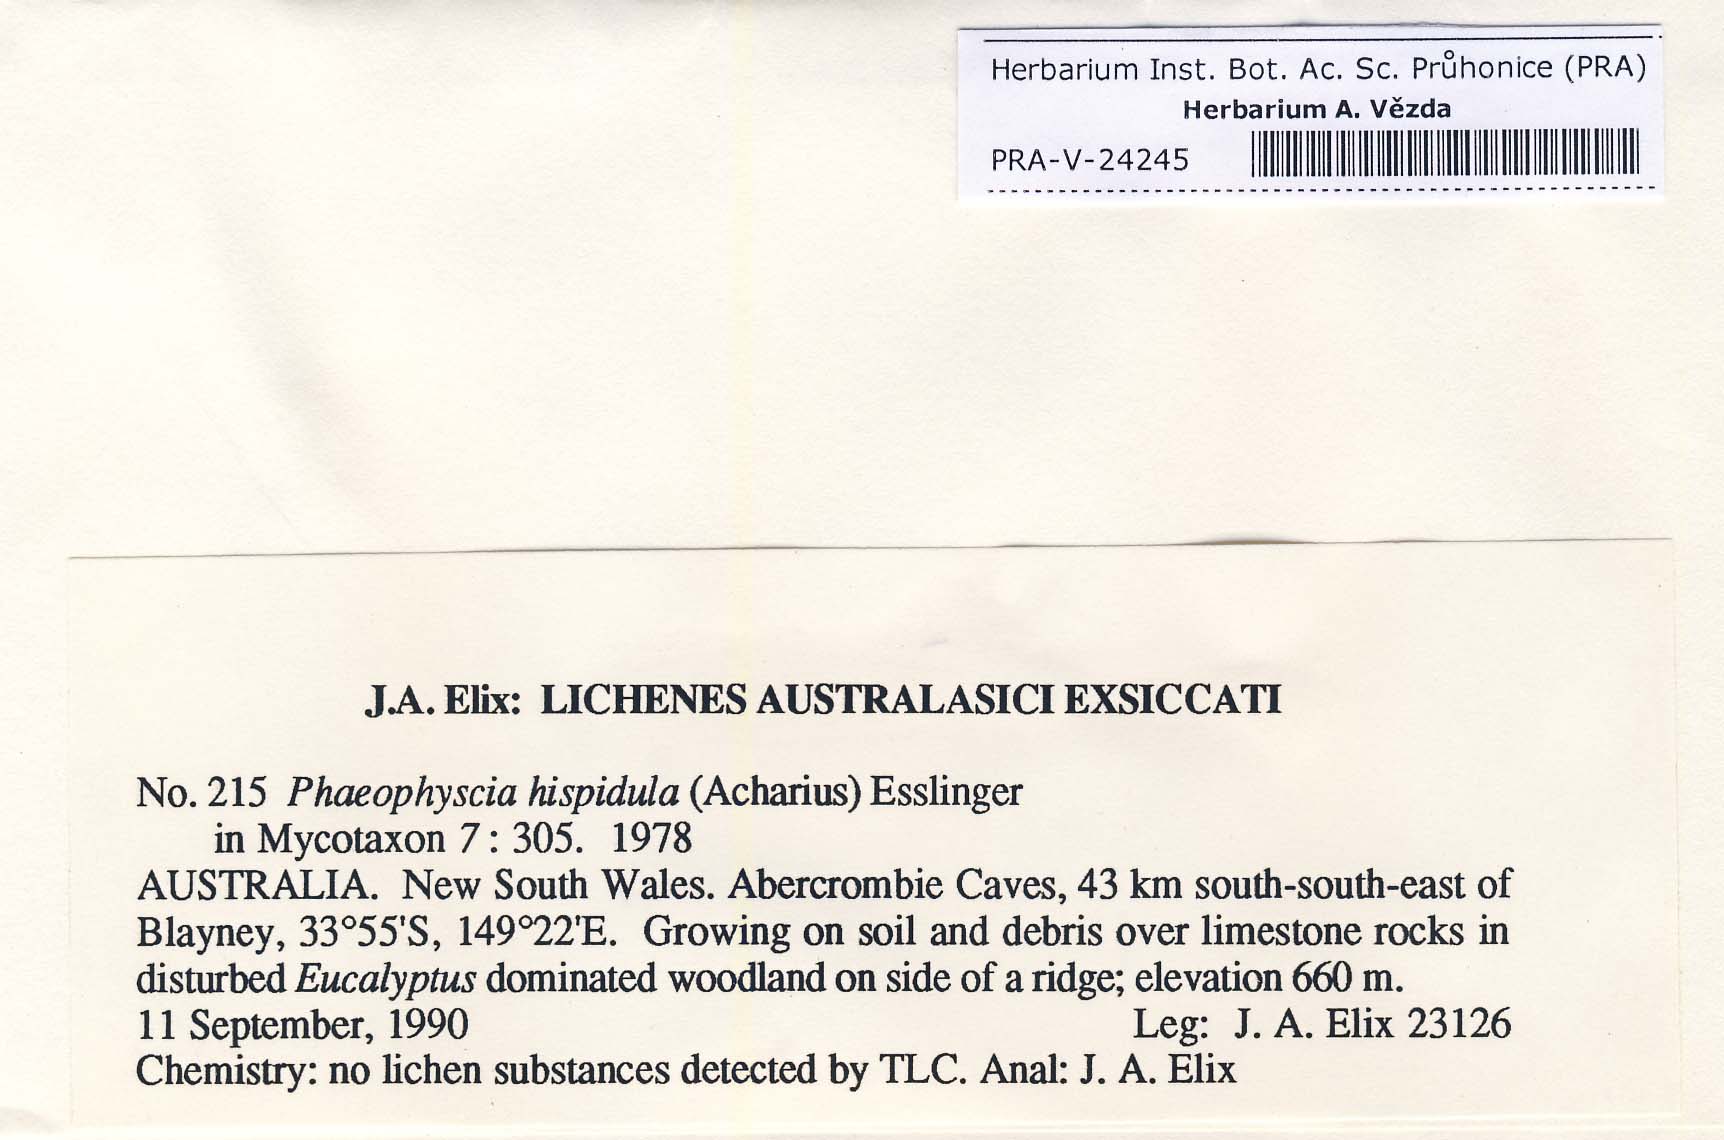 Herbarium Inst. Bot. Ac. Sc. Průhonice (PRA)
Herbarium A. Vězda
PRA-V-24245
J.A. Elix: LICHENES AUSTRALASICI EXSICCATI
No. 215 Phaeophyscia hispidula (Acharius) Esslinger
in Mycotaxon 7 : 305. 1978
AUSTRALIA. New South Wales. Abercrombie Caves, 43 km south-south-east of
Blayney, 33°55'S, 149°22'E. Growing on soil and debris over limestone rocks in
disturbed Eucalyptus dominated woodland on side of a ridge; elevation 660 m.
11 September, 1990 Leg: J. A. Elix 23126
Chemistry: no lichen substances detected by TLC. Anal: J. A. Elix